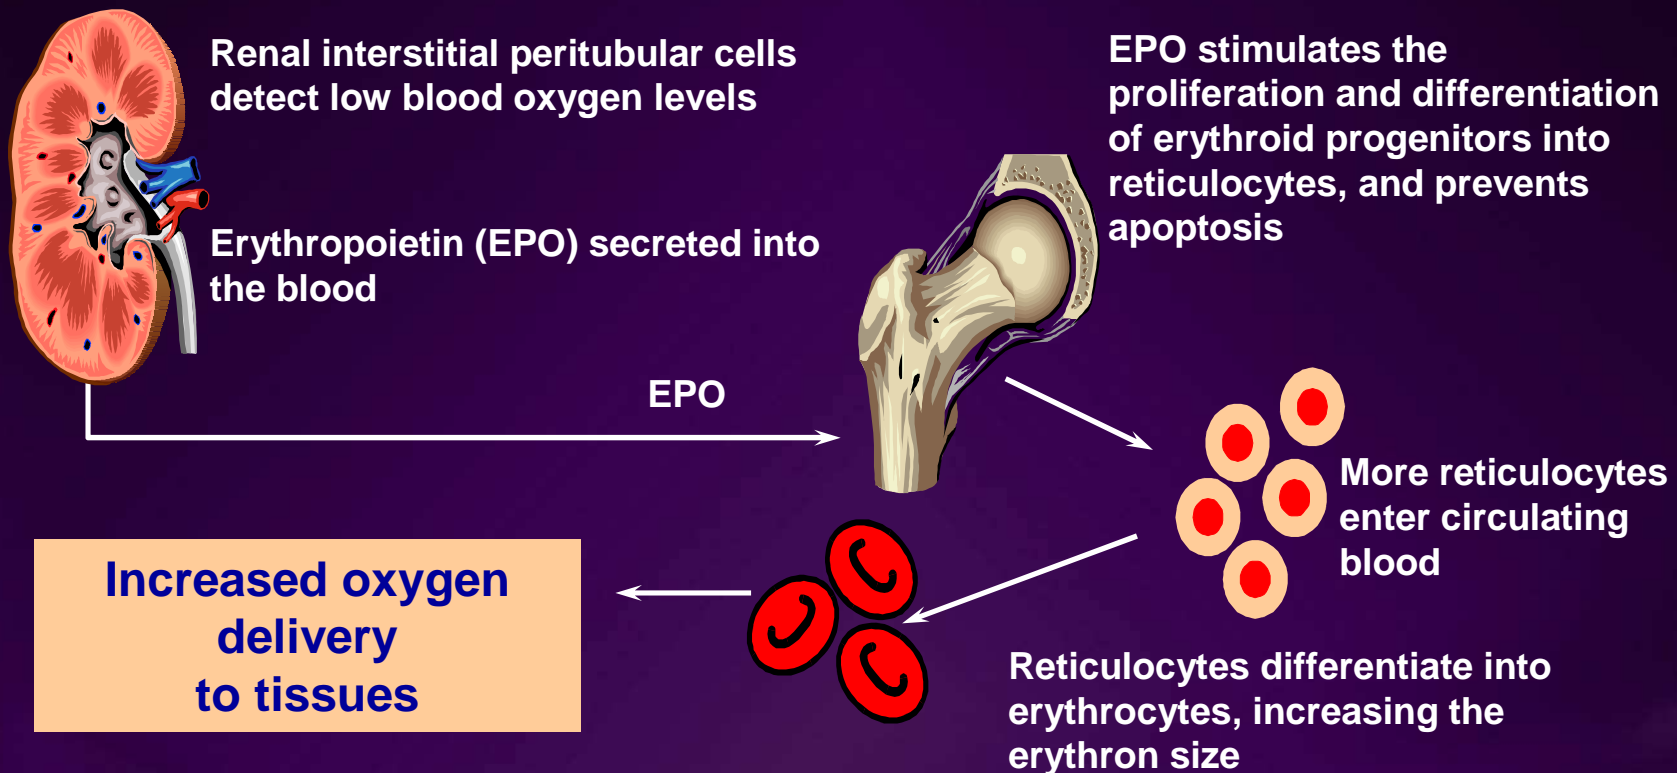 Renal interstitial peritubular cells
detect low blood oxygen levels
Erythropoietin (EPO) secreted into
the blood
EPO
EPO stimulates the
proliferation and differentiation
of erythroid progenitors into
reticulocytes, and prevents
apoptosis
More reticulocytes
enter circulating
blood
Reticulocytes differentiate into
erythrocytes, increasing the
erythron size
Increased oxygen
delivery
to tissues